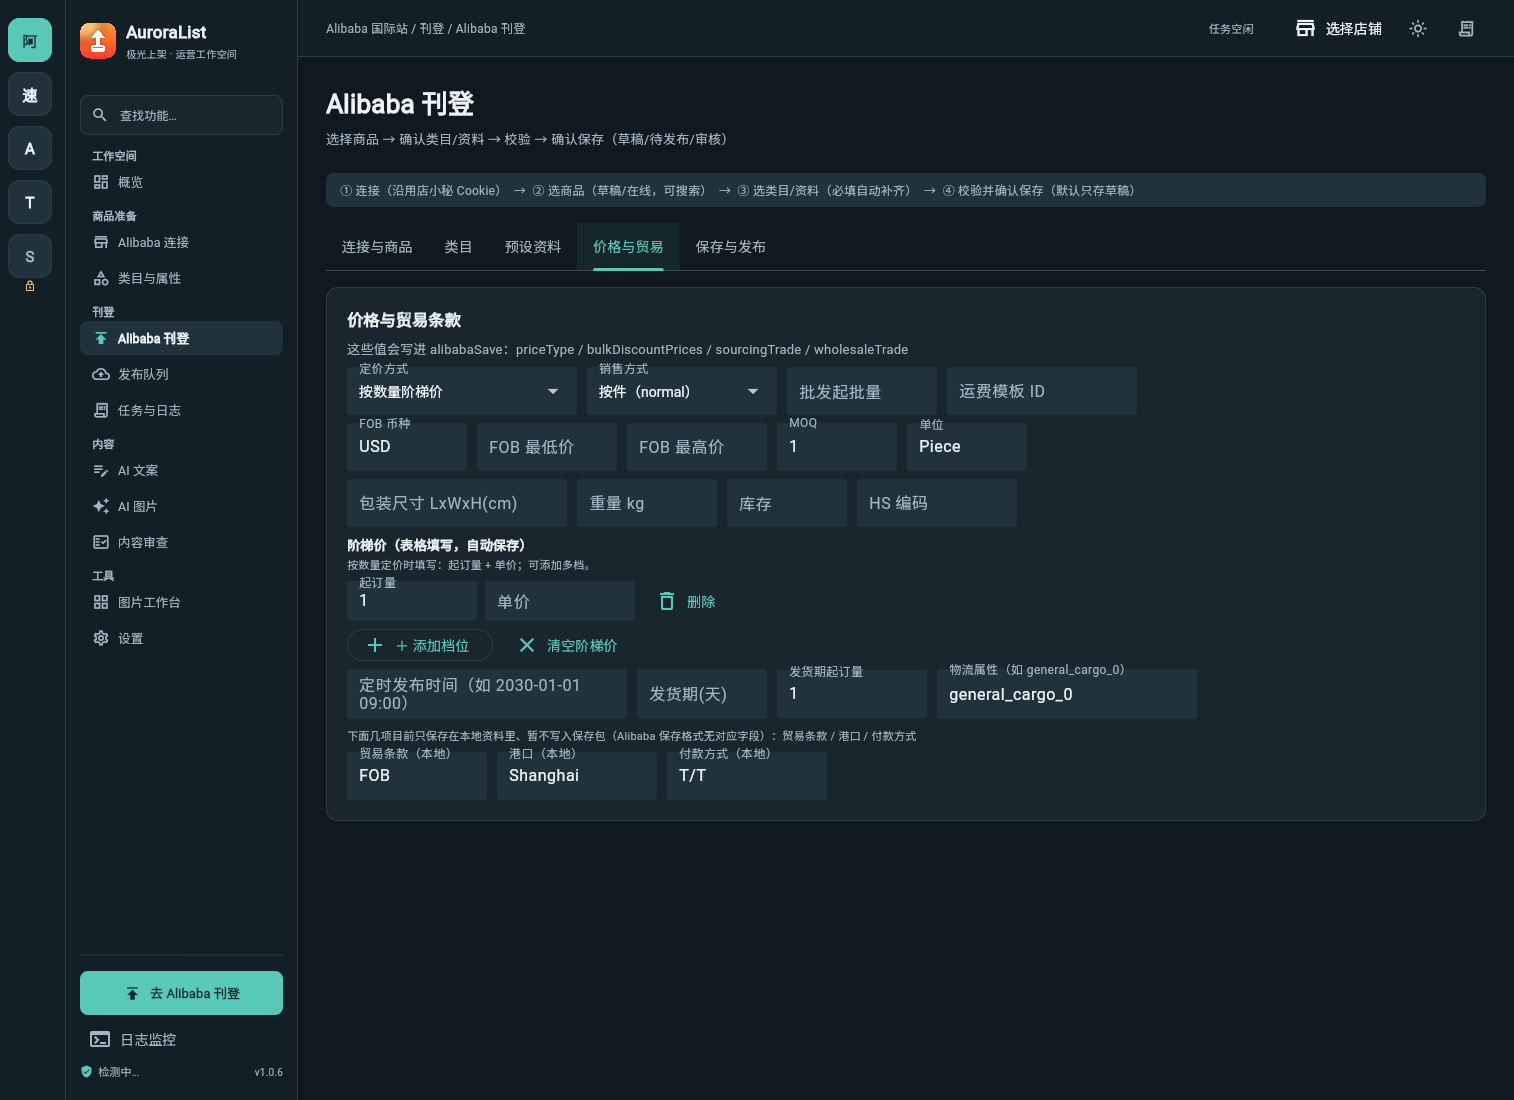 阿
速
A
T
S
AuroraList
极光上架 · 运营工作空间
查找功能...
工作空间
概览
商品准备
Alibaba 连接
类目与属性
刊登
Alibaba 刊登
发布队列
任务与日志
内容
AI 文案
AI 图片
内容审查
工具
图片工作台
设置
去 Alibaba 刊登
日志监控
检测中...
v1.0.6
Alibaba 国际站 / 刊登 / Alibaba 刊登
任务空闲
选择店铺
Alibaba 刊登
选择商品 → 确认类目/资料 → 校验 → 确认保存（草稿/待发布/审核）
① 连接（沿用店小秘 Cookie） → ② 选商品（草稿/在线，可搜索） → ③ 选类目/资料（必填自动补齐） → ④ 校验并确认保存（默认只存草稿）
连接与商品 类目 预设资料 价格与贸易 保存与发布
价格与贸易条款
这些值会写进 alibabaSave：priceType / bulkDiscountPrices / sourcingTrade / wholesaleTrade
定价方式 销售方式
按数量阶梯价 按件（normal） 批发起批量 运费模板 ID
FOB 币种 MOQ 单位
USD FOB 最低价 FOB 最高价 1 Piece
包装尺寸 LxWxH(cm) 重量 kg 库存 HS 编码
阶梯价（表格填写，自动保存）
按数量定价时填写：起订量 + 单价；可添加多档。
起订量
1 单价 删除
＋ 添加档位 清空阶梯价
发货期起订量 物流属性（如 general_cargo_0）
定时发布时间（如 2030-01-01
09:00） 发货期(天) 1 general_cargo_0
下面几项目前只保存在本地资料里、暂不写入保存包（Alibaba 保存格式无对应字段）：贸易条款 / 港口 / 付款方式
贸易条款（本地） 港口（本地） 付款方式（本地）
FOB Shanghai T/T